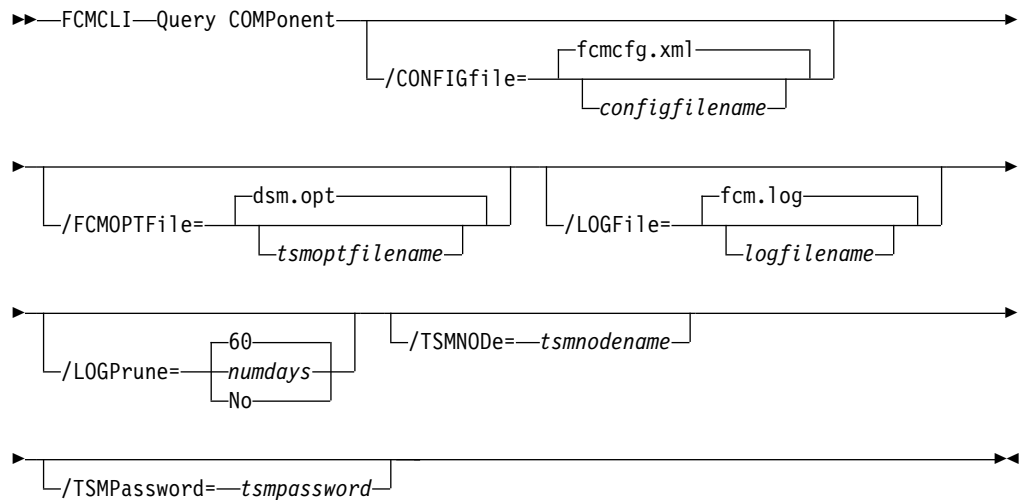 FCMCLI Query COMPonent
fcmcfg.xml
/CONFIGfile=
configfilename
dsm.opt
/FCMOPTFile=
tsmoptfilename
fcm.log
/LOGFile=
logfilename
60
/LOGPrune=
numdays
No
/TSMNODe= tsmnodename
/TSMPassword= tsmpassword